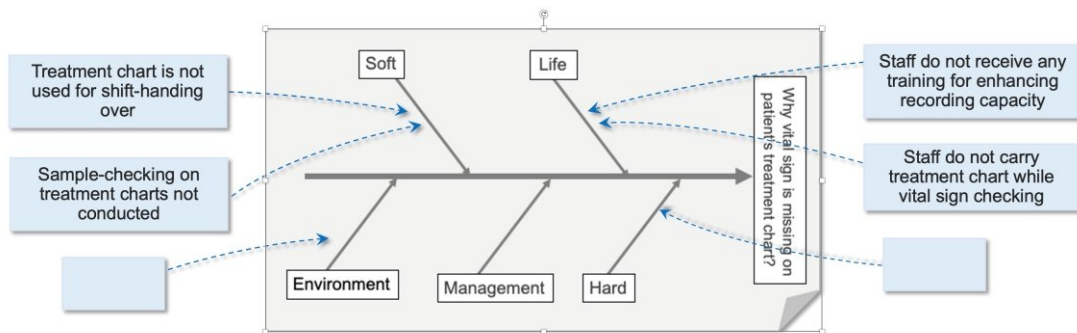 Treatment chart is not
used for shift-handing
over
Sample-checking on
treatment charts not
conducted
Soft
Life
Environment
Management
Hard
Why vital sign is missing on
patient's treatment chart?
Staff do not receive any
training for enhancing
recording capacity
Staff do not carry
treatment chart while
vital sign checking